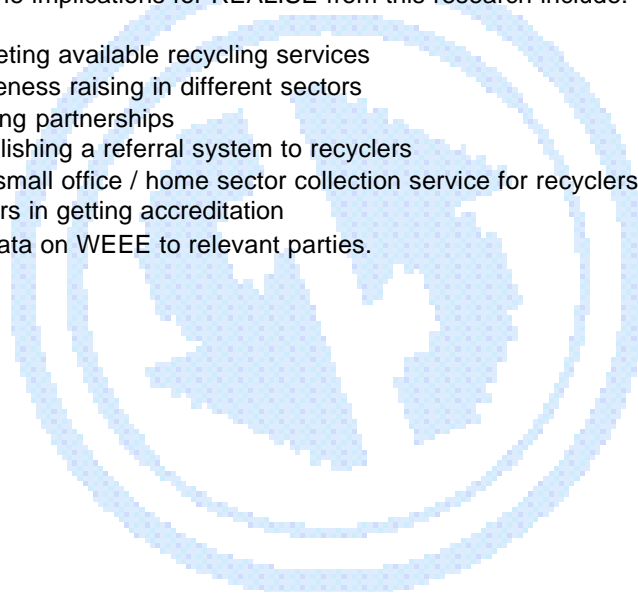 implications for REALISE from this research include:
eting available recycling services
eness raising in different sectors
ng partnerships
lishing a referral system to recyclers
small office / home sector collection service for recyclers
rs in getting accreditation
ata on WEEE to relevant parties.